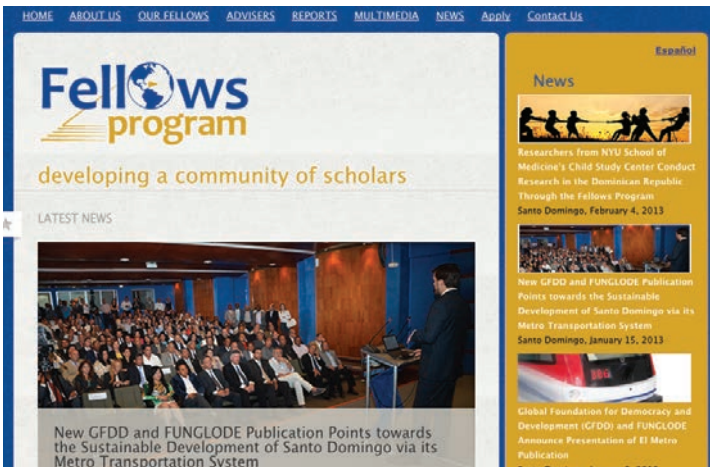 HOME ABOUT US OUR FELLOWS ADVISERS REPORTS MULTIMEDIA NEWS Apply Contact Us
Fellows
program
developing a community of scholars
LATEST NEWS
New GFDD and FUNGLODE Publication Points towards
the Sustainable Development of Santo Domingo via its
Metro Transportation System
Español
News
Researchers from NYU School of
Medicine's Child Study Center Conduct
Research in the Dominican Republic
Through the Fellows Program
Santo Domingo, February 4, 2013
New GFDD and FUNGLODE Publication
Points towards the Sustainable
Development of Santo Domingo via its
Metro Transportation System
Santo Domingo, January 15, 2013
Global Foundation for Democracy and
Development (GFDD) and FUNGLODE
Announce Presentation of El Metro
Publication